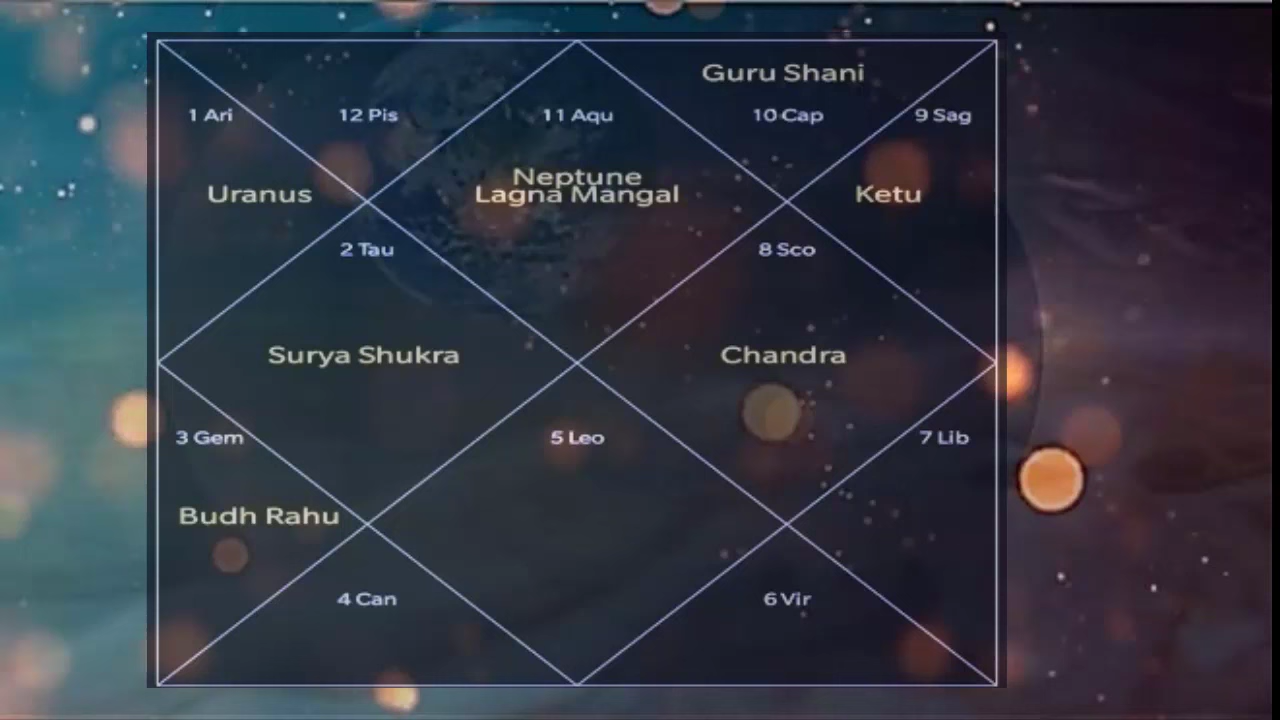 Guru Shani
1 Ari 12 Pis 11 Aqu 10 Cap 9 Sag
Neptune
Uranus Lagna Mangal Ketu
2 Tau 8 Sco
Surya Shukra Chandra
3 Gem 5 Leo 7 Lib
Budh Rahu
4 Can 6 Vir